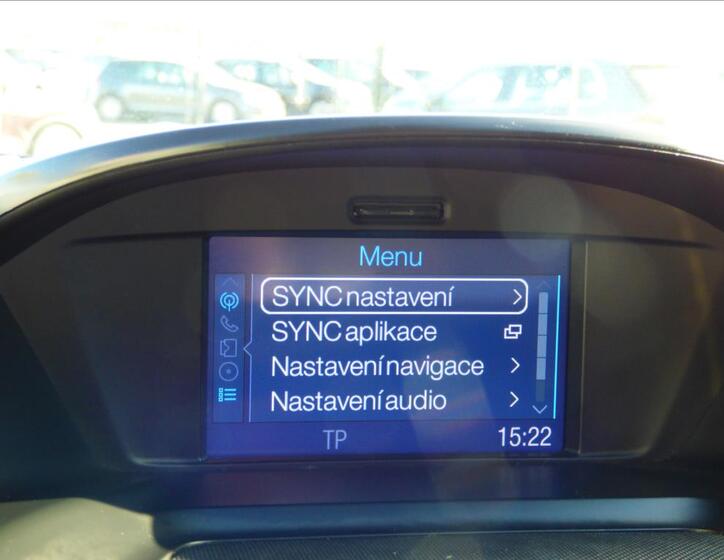 Menu
SYNC nastavení
SYNC aplikace
Nastavení navigace
Nastavení audio
TP 15:22